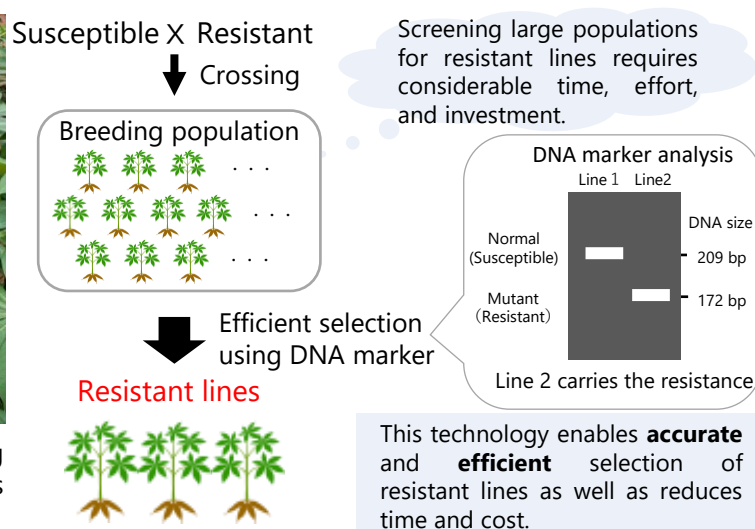 Susceptible X Resistant
Crossing
Breeding population
. . .
. . .
. . .
Efficient selection
using DNA marker
Resistant lines
Screening large populations
for resistant lines requires
considerable time, effort,
and investment.
DNA marker analysis
Line 1 Line2
DNA size
Normal
(Susceptible)
209 bp
Mutant
（Resistant）
172 bp
Line 2 carries the resistance
This technology enables accurate
and efficient selection of
resistant lines as well as reduces
time and cost.